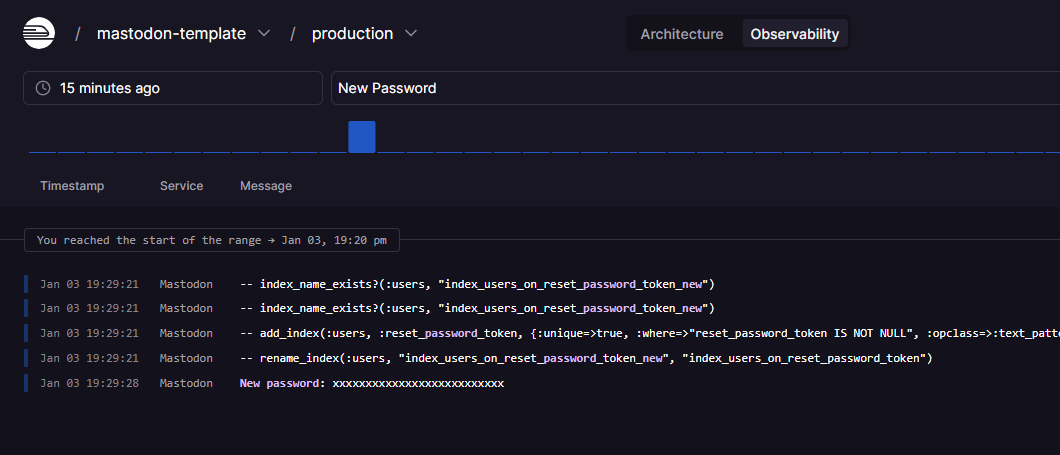 / mastodon-template / production Architecture Observability
15 minutes ago New Password
Timestamp Service Message
You reached the start of the range → Jan 03, 19:20 pm
Jan 03 19:29:21 Mastodon -- index_name_exists?(:users, "index_users_on_reset_password_token_new")
Jan 03 19:29:21 Mastodon -- index_name_exists?(:users, "index_users_on_reset_password_token_new")
Jan 03 19:29:21 Mastodon -- add_index(:users, :reset_password_token, {:unique=>true, :where=>"reset_password_token IS NOT NULL", :opclass=>:text_patt
Jan 03 19:29:21 Mastodon -- rename_index(:users, "index_users_on_reset_password_token_new", "index_users_on_reset_password_token")
Jan 03 19:29:28 Mastodon New password: xxxxxxxxxxxxxxxxxxxxxxxxxx